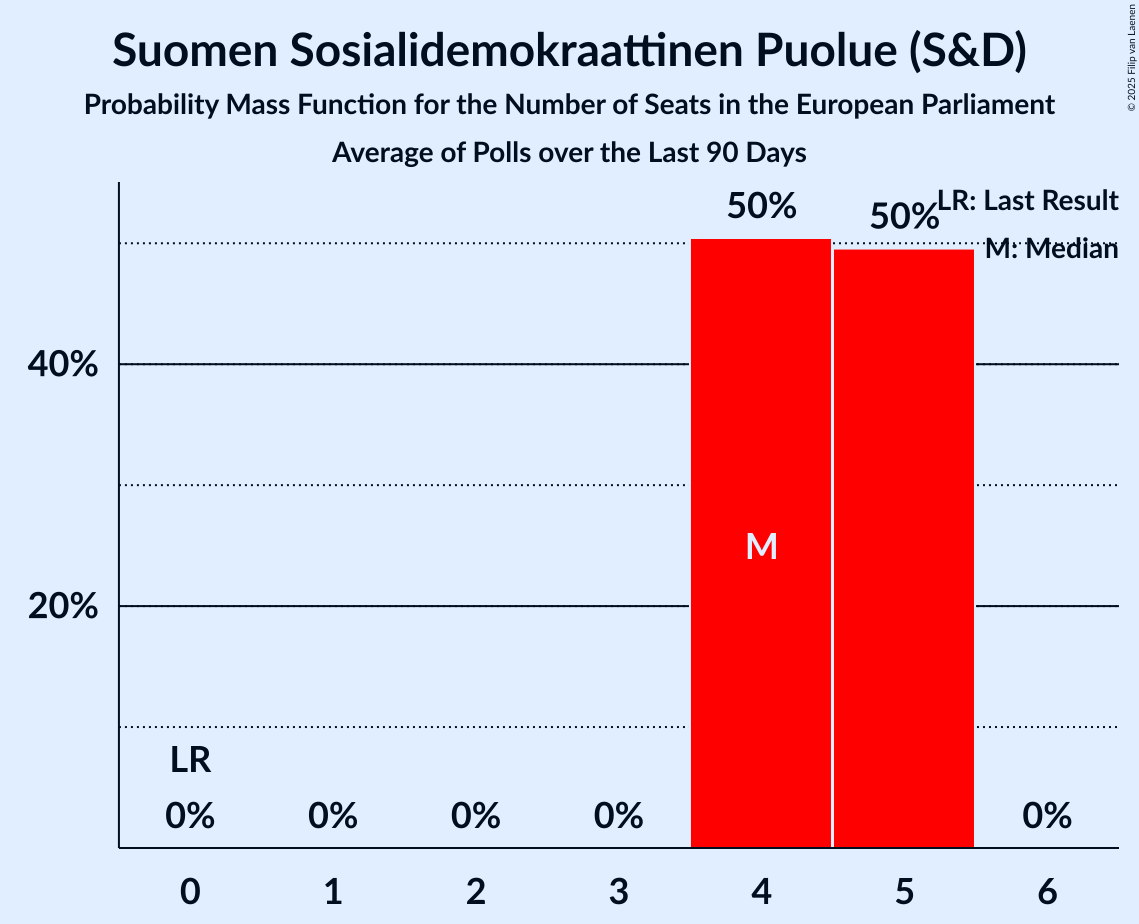 Suomen Sosialidemokraattinen Puolue (S&D)
Probability Mass Function for the Number of Seats in the European Parliament
Average of Polls over the Last 90 Days
© 2025 Filip van Laenen
LR: Last Result
M: Median
50%
50%
40%
M
20%
LR
0%
0%
0%
0%
0%
0
1
2
3
4
5
6